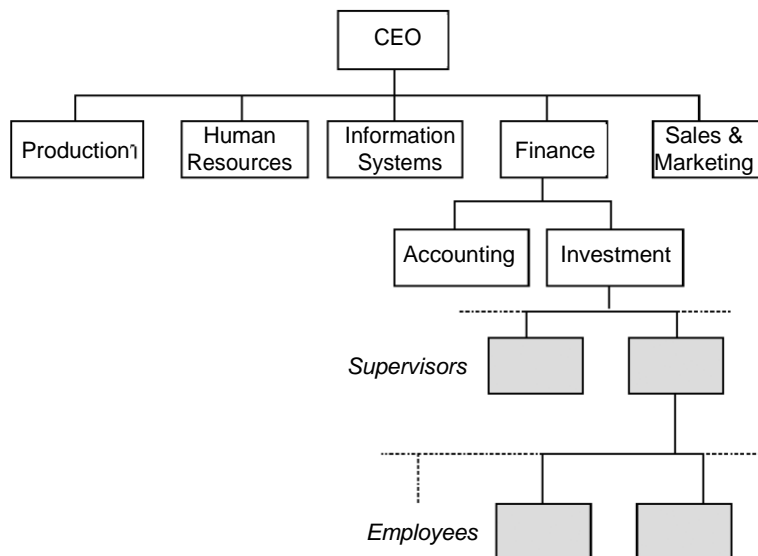 CEO
Production
Human
Resources
Information
Systems
Finance
Sales &
Marketing
Accounting
Investment
Supervisors
Employees